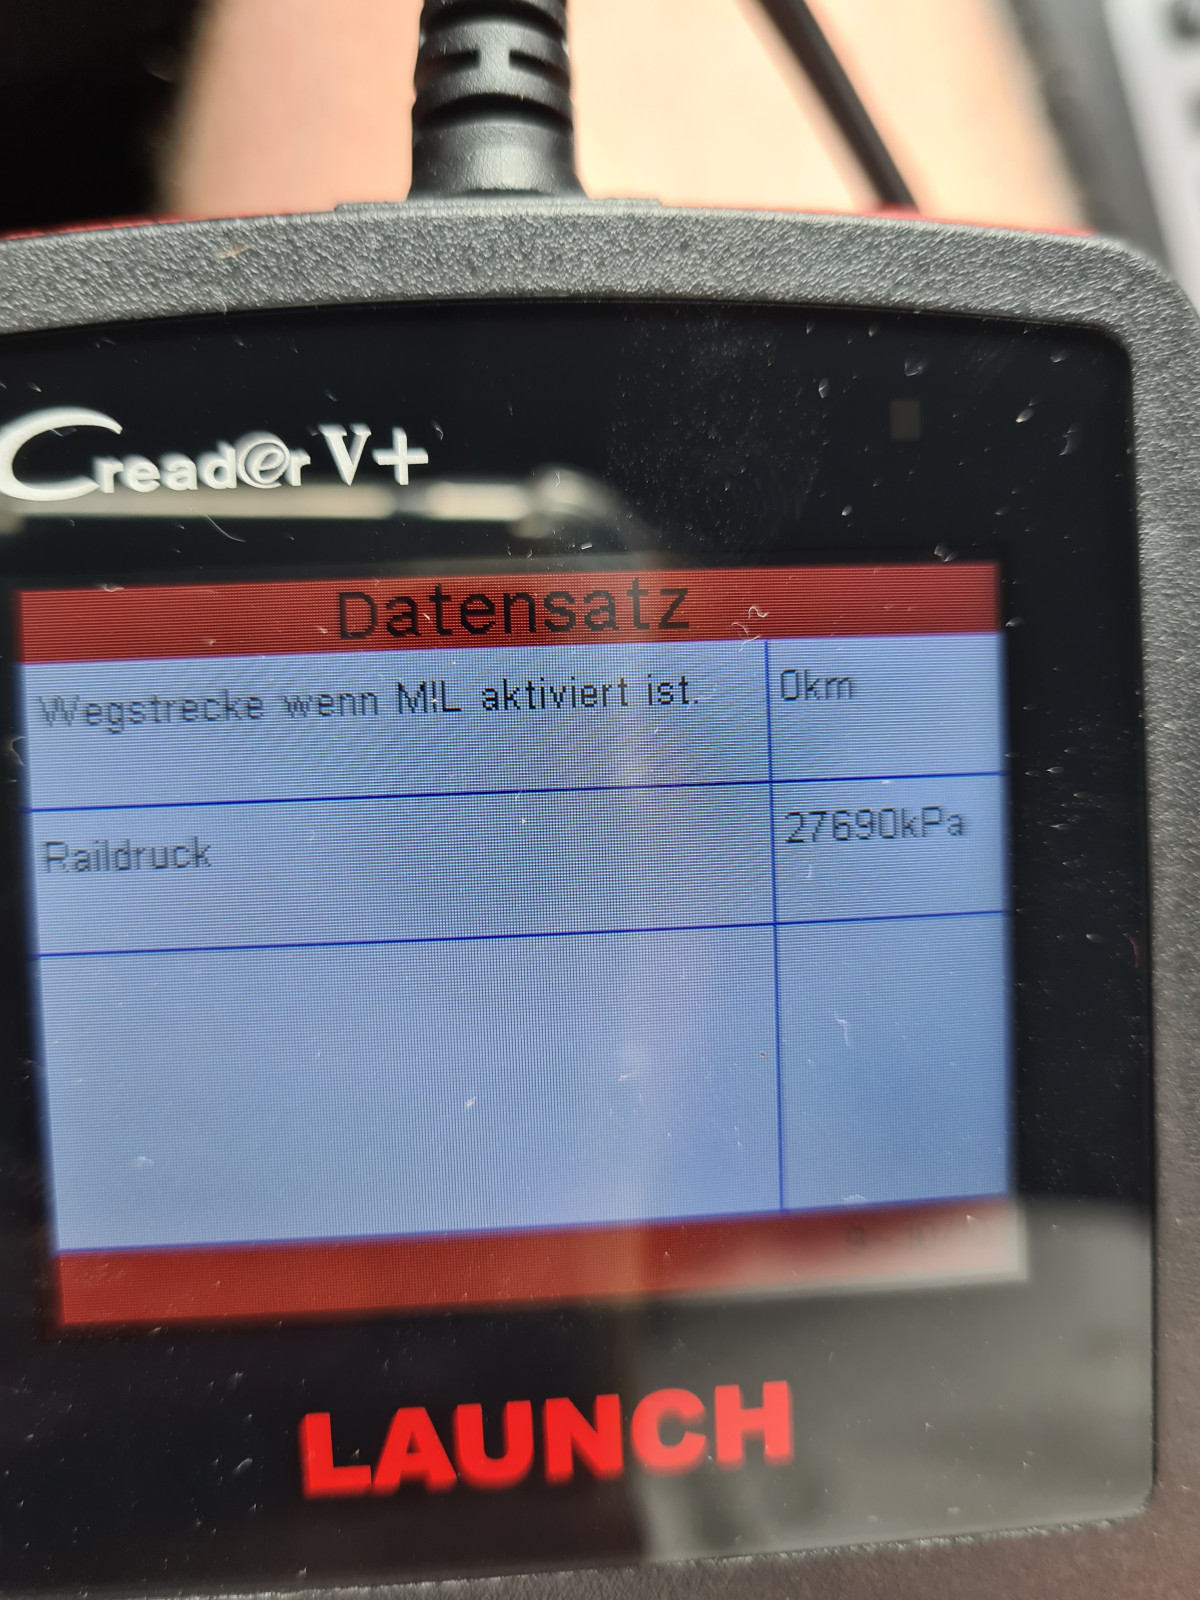 Cread@r V+
Datensatz
Wegstrecke wenn MIL aktiviert ist. 0km
Raildruck 27690kPa
LAUNCH